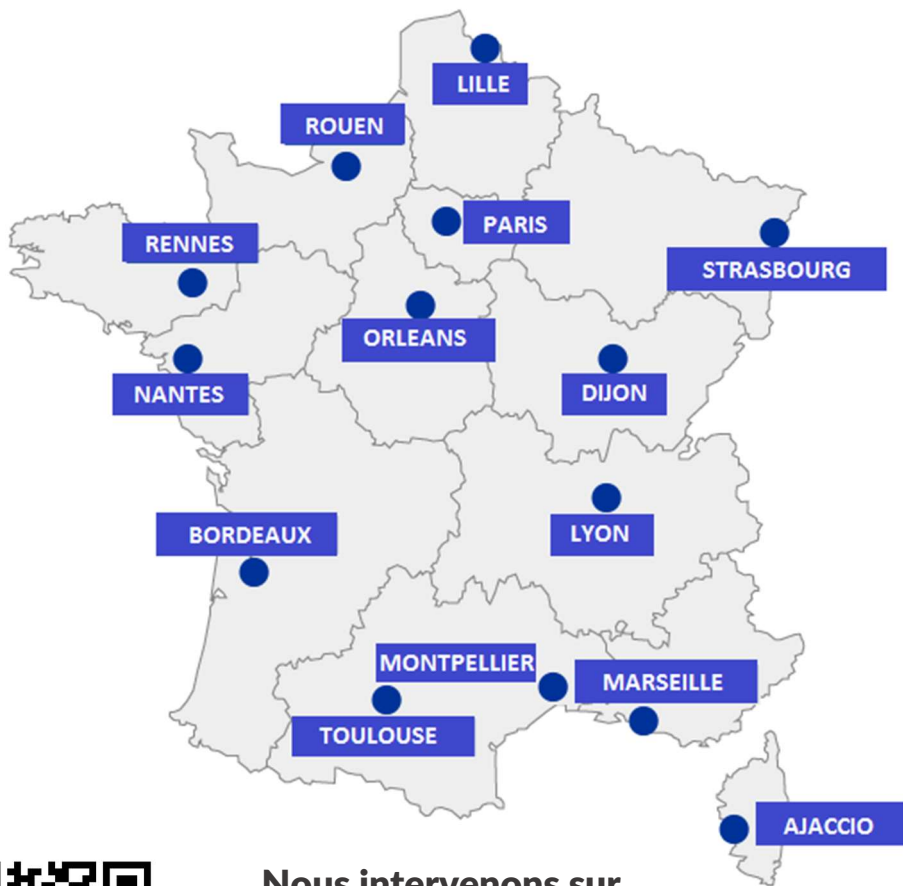 LILLE
ROUEN
PARIS
RENNES
STRASBOURG
ORLEANS
NANTES
DIJON
BORDEAUX
LYON
MONTPELLIER
MARSEILLE
TOULOUSE
AJACCIO
Nous intervenons sur